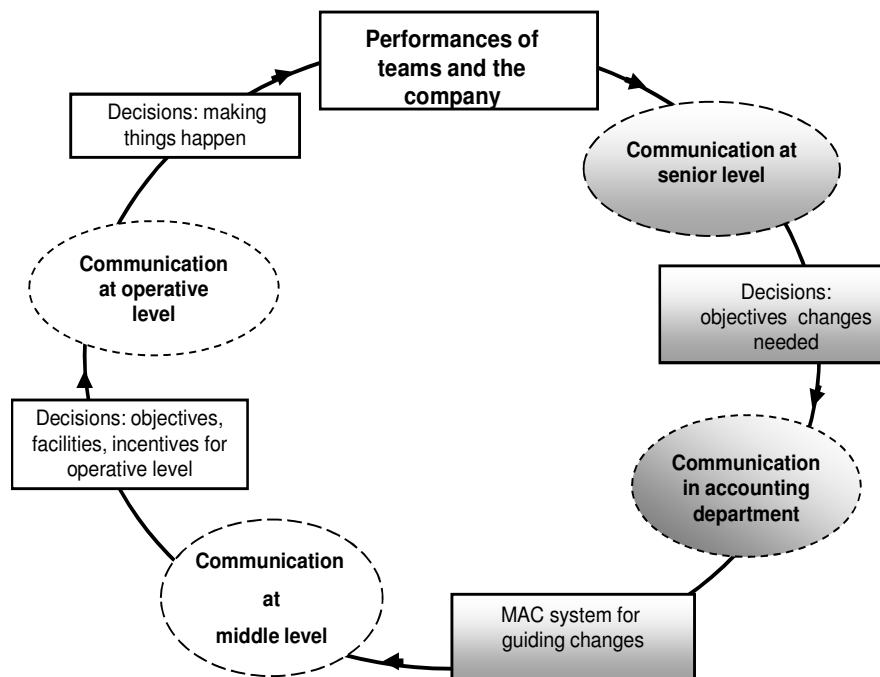 Performances of
teams and the
company
Decisions: making
things happen
Communication at
senior level
Communication
at operative
level
Decisions:
objectives changes
needed
Decisions: objectives,
facilities, incentives for
operative level
Communication
in accounting
department
Communication
at
middle level
MAC system for
guiding changes